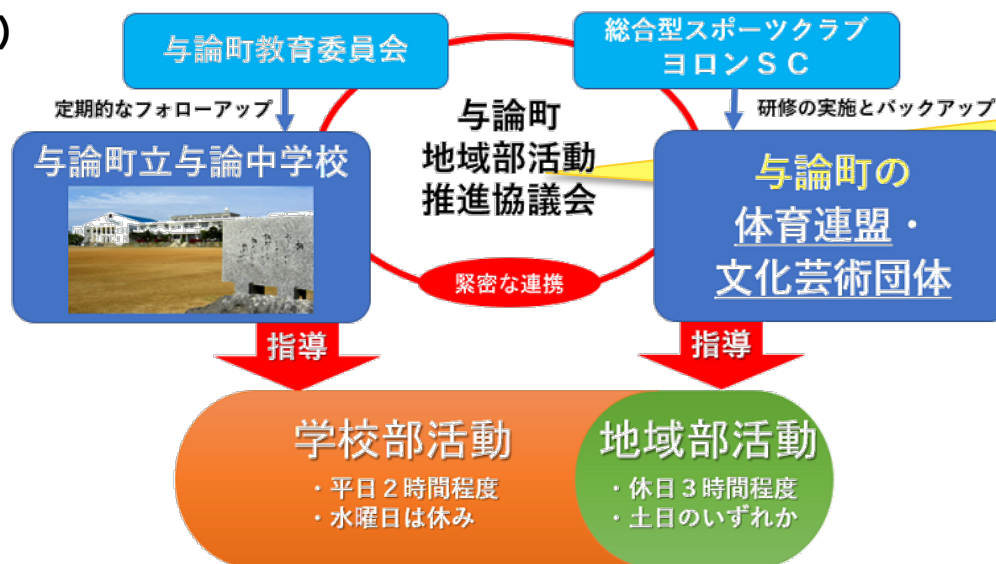 )
与論町教育委員会
総合型スポーツクラブ
ヨロンSC
定期的なフォローアップ
研修の実施とバックアップ
与論町
地域部活動
推進協議会
与論町立与論中学校
与論町の
体育連盟・
文化芸術団体
緊密な連携
指導
指導
学校部活動
・平日2時間程度
・水曜日は休み
地域部活動
・休日3時間程度
・土日のいずれか